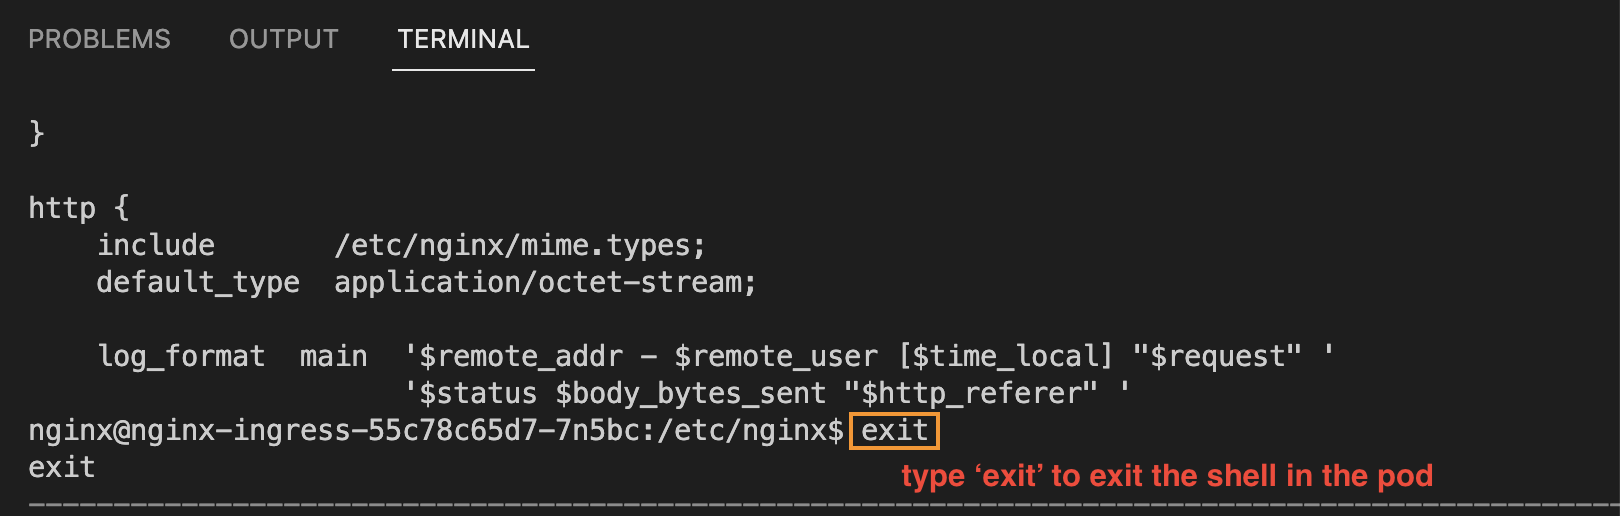 PROBLEMS OUTPUT TERMINAL
}
http {
    include       /etc/nginx/mime.types;
    default_type  application/octet-stream;
    log_format  main  '$remote_addr - $remote_user [$time_local] "$request" '
                      '$status $body_bytes_sent "$http_referer" '
nginx@nginx-ingress-55c78c65d7-7n5bc:/etc/nginx$ exit
exit
type ‘exit’ to exit the shell in the pod